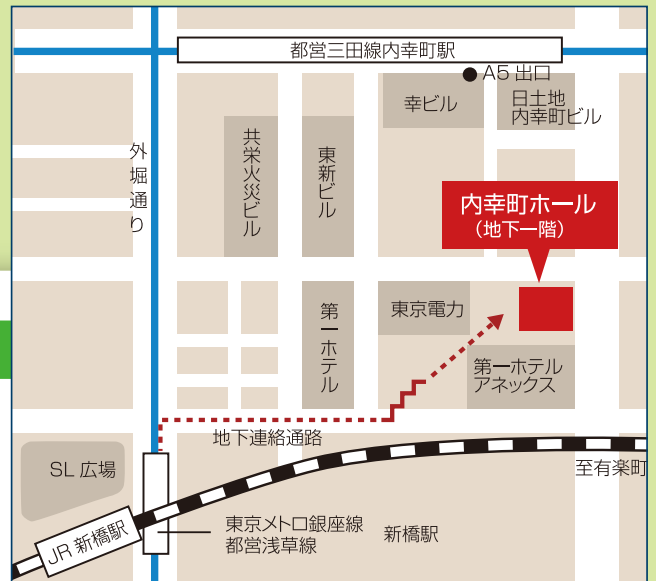 都営三田線内幸町駅
A5 出口
幸ビル
日土地
内幸町ビル
外堀通り
共栄火災ビル
東新ビル
内幸町ホール
（地下一階）
第一ホテル
東京電力
第一ホテル
アネックス
地下連絡通路
SL 広場
至有楽町
JR 新橋駅
東京メトロ銀座線
都営浅草線
新橋駅